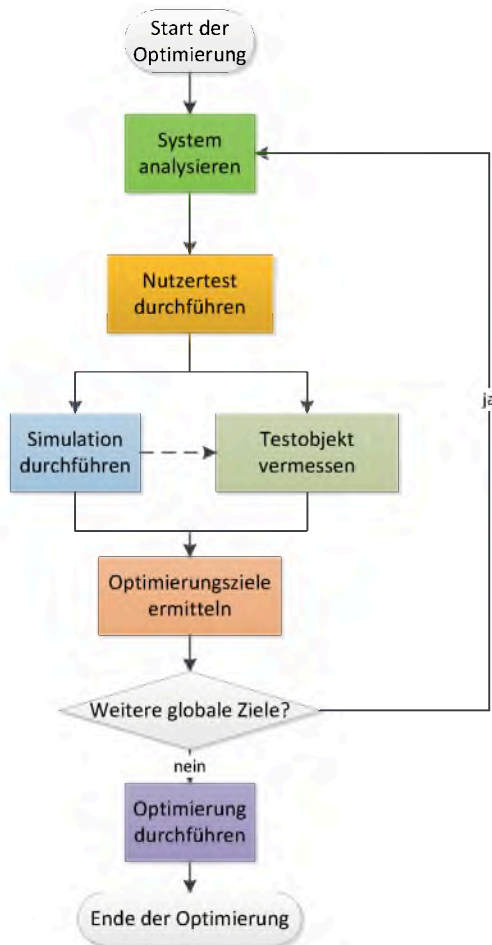 Start der
Optimierung
System
analysieren
Nutzertest
durchführen
ja
Simulation
durchführen
Testobjekt
vermessen
Optimierungsziele
ermitteln
Weitere globale Ziele?
nein
Optimierung
durchführen
Ende der Optimierung